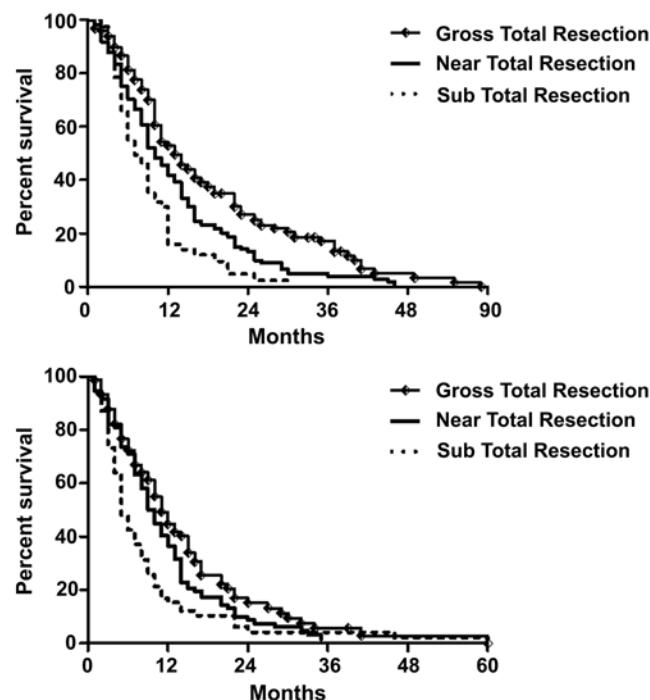 100
80
60
40
20
0
Percent survival
0 12 24 36 48 90
Months
Gross Total Resection
Near Total Resection
Sub Total Resection
100
80
60
40
20
0
Percent survival
0 12 24 36 48 60
Months
Gross Total Resection
Near Total Resection
Sub Total Resection